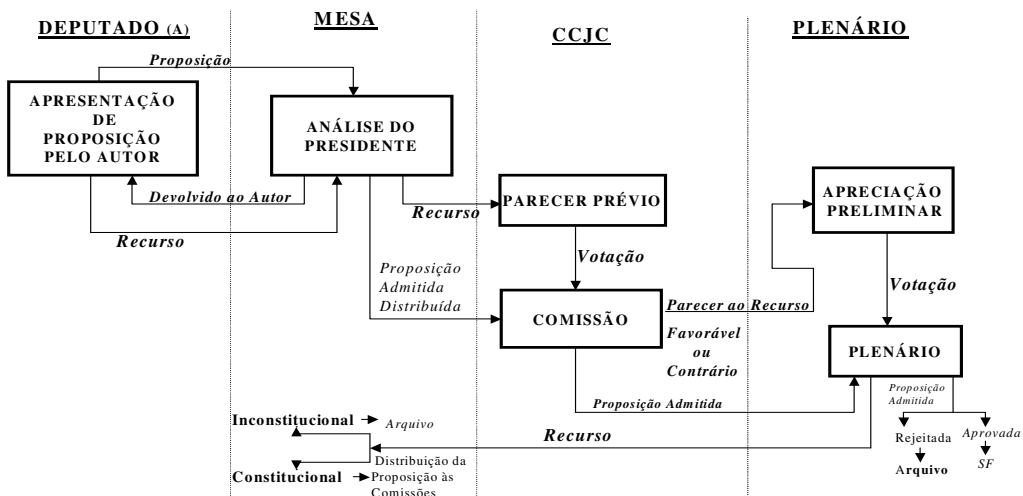 DEPUTADO (A)
MESA
CCJC
PLENÁRIO
Proposição
APRESENTAÇÃO
DE
PROPOSIÇÃO
PELO AUTOR
ANÁLISE DO
PRESIDENTE
Devolvido ao Autor
Recurso
Recurso
PARECER PRÉVIO
APRECIAÇÃO
PRELIMINAR
Votação
Votação
Proposição
Admitida
Distribuída
COMISSÃO
Parecer ao Recurso
Favorável
ou
Contrário
PLENÁRIO
Proposição Admitida
Proposição
Admitida
Rejeitada
Aprovada
Arquivo
SF
Recurso
Inconstitucional
Arquivo
Constitucional
Distribuição da
Proposição às
Comissões